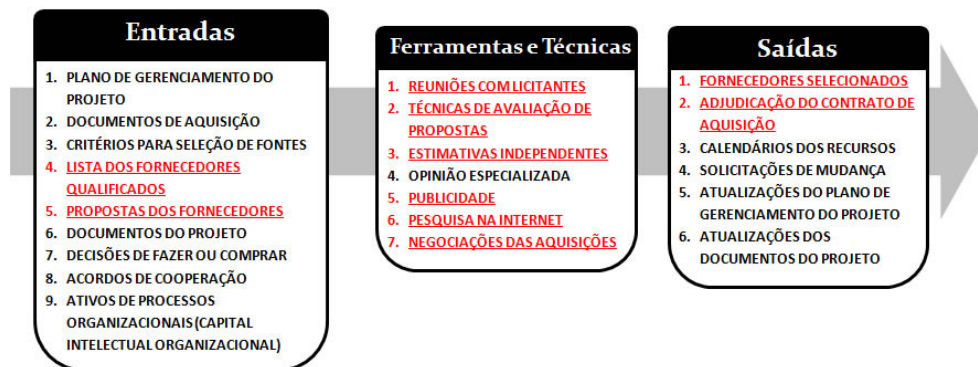 Entradas
1. PLANO DE GERENCIAMENTO DO
PROJETO
2. DOCUMENTOS DE AQUISIÇÃO
3. CRITÉRIOS PARA SELEÇÃO DE FONTES
4. LISTA DOS FORNECEDORES
QUALIFICADOS
5. PROPOSTAS DOS FORNECEDORES
6. DOCUMENTOS DO PROJETO
7. DECISÕES DE FAZER OU COMPRAR
8. ACORDOS DE COOPERAÇÃO
9. ATIVOS DE PROCESSOS
ORGANIZACIONAIS (CAPITAL
INTELECTUAL ORGANIZACIONAL)
Ferramentas e Técnicas
1. REUNIÕES COM LICITANTES
2. TÉCNICAS DE AVALIAÇÃO DE
PROPOSTAS
3. ESTIMATIVAS INDEPENDENTES
4. OPINIÃO ESPECIALIZADA
5. PUBLICIDADE
6. PESQUISA NA INTERNET
7. NEGOCIAÇÕES DAS AQUISIÇÕES
Saídas
1. FORNECEDORES SELECIONADOS
2. ADJUDICAÇÃO DO CONTRATO DE
AQUISIÇÃO
3. CALENDÁRIOS DOS RECURSOS
4. SOLICITAÇÕES DE MUDANÇA
5. ATUALIZAÇÕES DO PLANO DE
GERENCIAMENTO DO PROJETO
6. ATUALIZAÇÕES DOS
DOCUMENTOS DO PROJETO